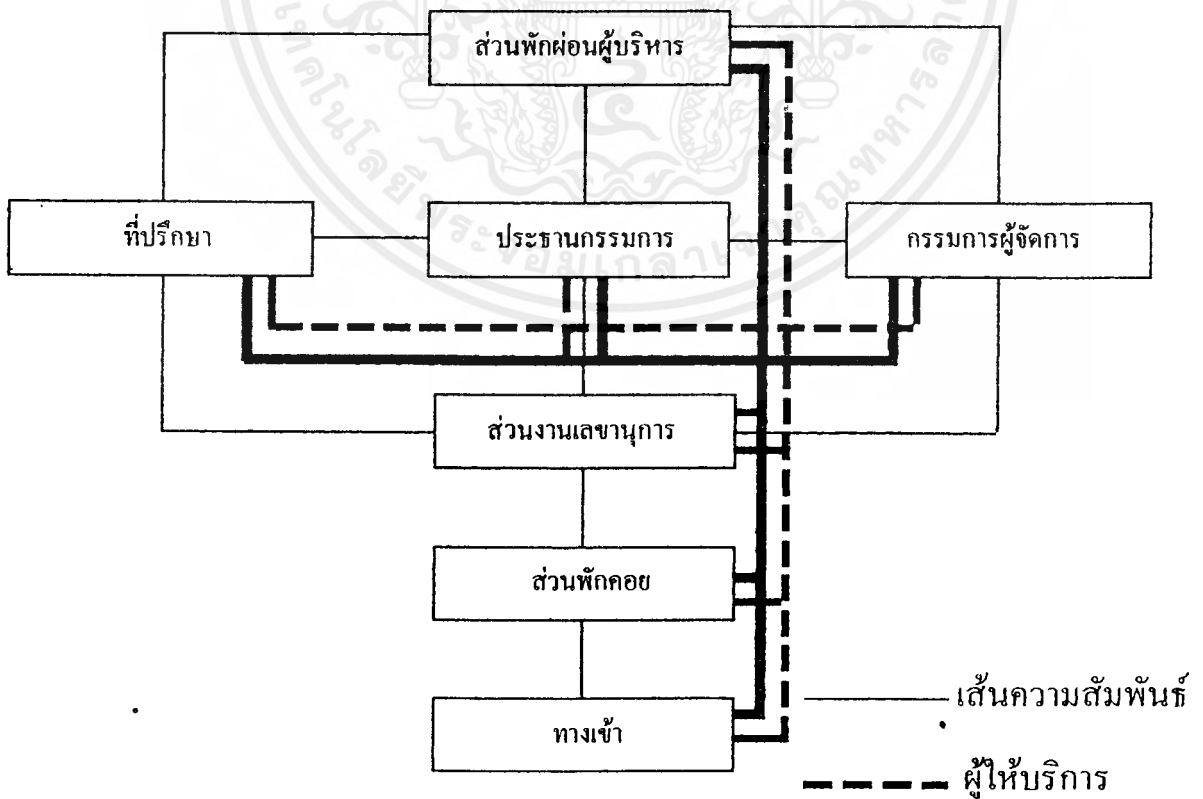 ส่วนพักผ่อนผู้บริหาร
ที่ปรึกษา
ประธานกรรมการ
กรรมการผู้จัดการ
ส่วนงานเลขานุการ
ส่วนพักคอย
ทางเข้า
เส้นความสัมพันธ์
ผู้ให้บริการ